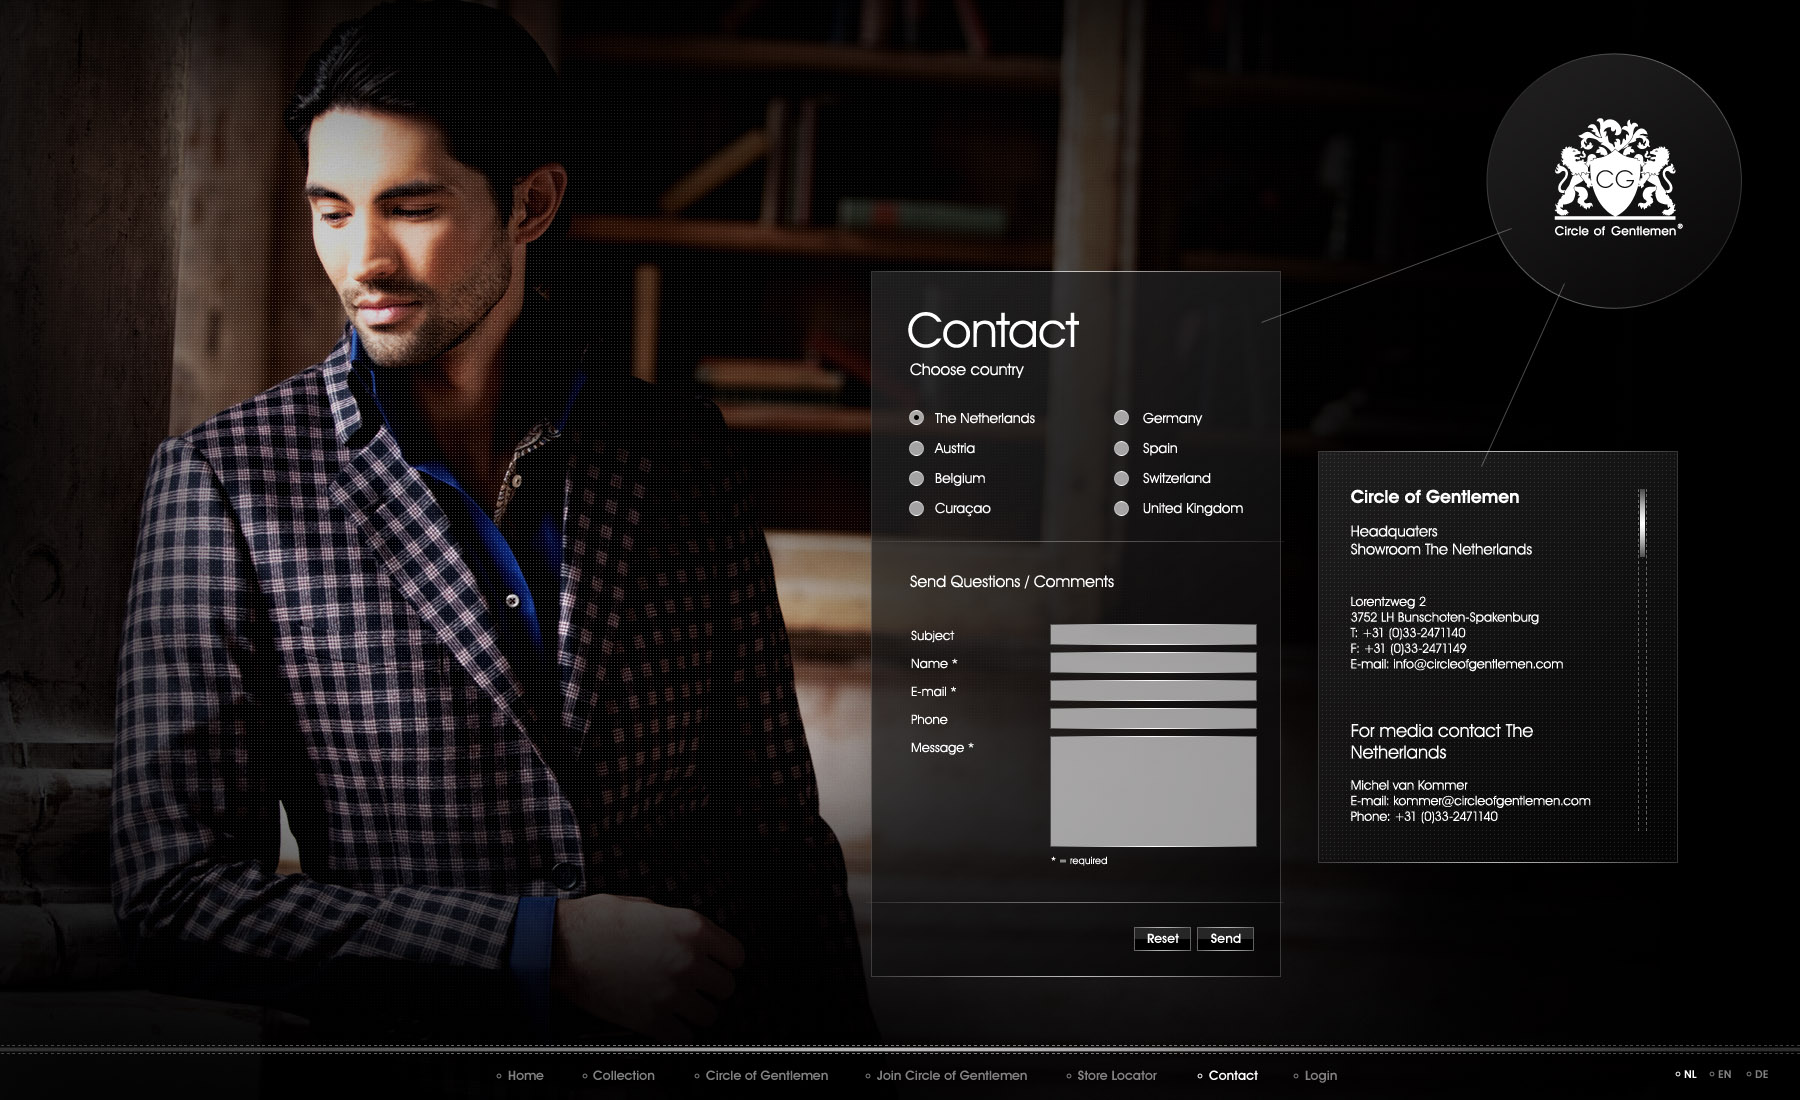 CG
Circle of Gentlemen®
Contact
Choose country
The Netherlands
Germany
Austria
Spain
Belgium
Switzerland
Curaçao
United Kingdom
Send Questions / Comments
Subject
Name *
E-mail *
Phone
Message *
* = required
Reset
Send
Circle of Gentlemen
Headquaters
Showroom The Netherlands
Lorentzweg 2
3752 LH Bunschoten-Spakenburg
T: +31 (0)33-2471140
F: +31 (0)33-2471149
E-mail: info@circleofgentlemen.com
For media contact The
Netherlands
Michel van Kommer
E-mail: kommer@circleofgentlemen.com
Phone: +31 (0)33-2471140
Home
Collection
Circle of Gentlemen
Join Circle of Gentlemen
Store Locator
Contact
Login
NL
EN
DE